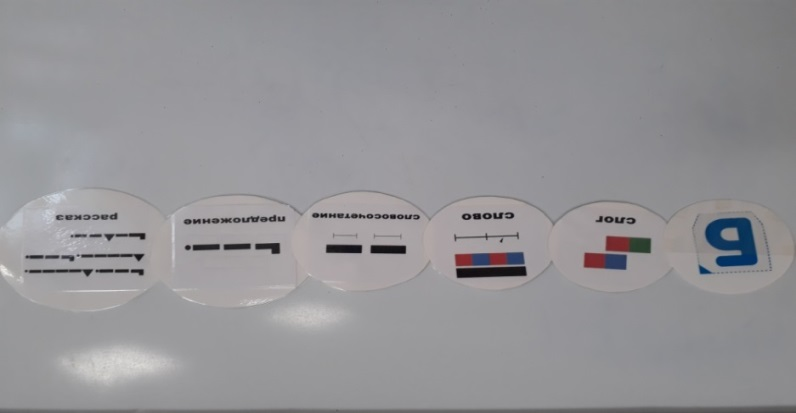 Б
слог
слово
словосочетание
предложение
рассказ